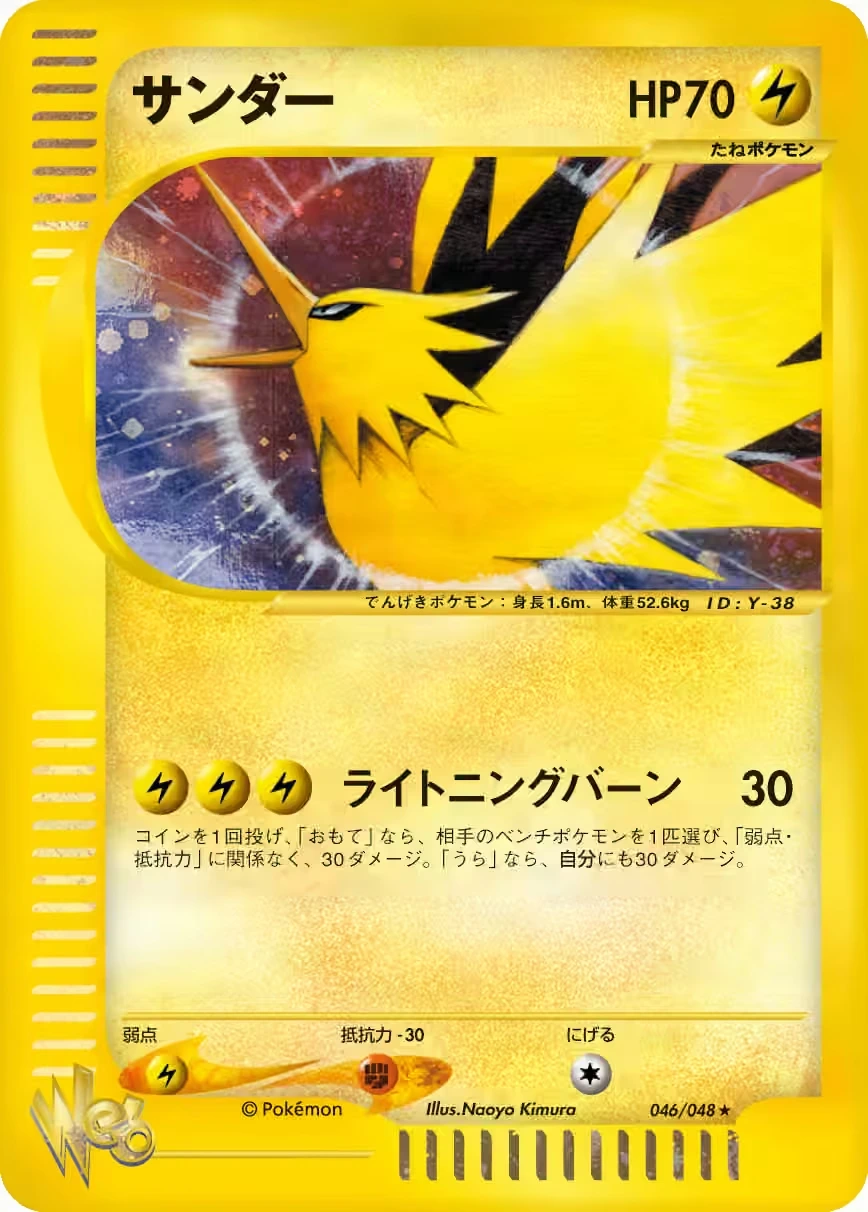 サンダー
HP70
たねポケモン
でんげきポケモン：身長1.6m、体重52.6kg ID:Y-38
ライトニングバーン 30
コインを1回投げ、「おもて」なら、相手のベンチポケモンを1匹選び、「弱点・
抵抗力」に関係なく、30ダメージ。「うら」なら、自分にも30ダメージ。
弱点 抵抗力 -30 にげる
Web
© Pokémon Illus.Naoyo Kimura 046/048★